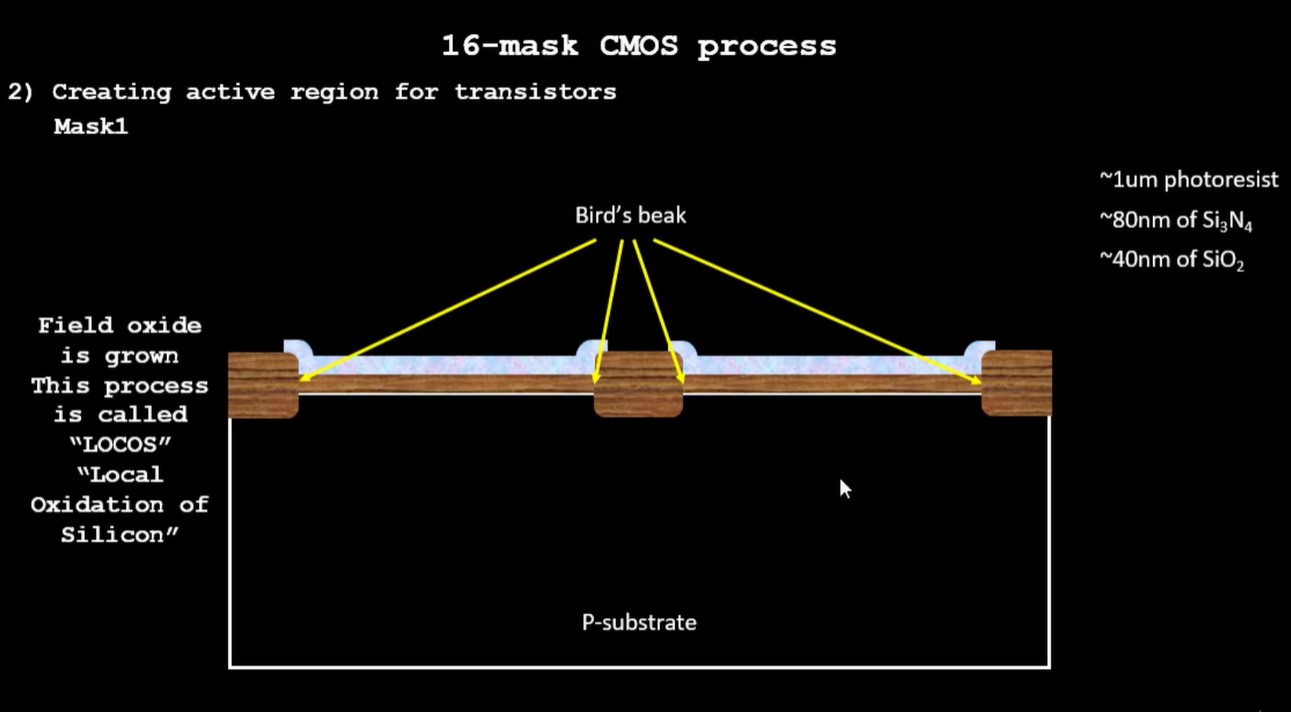 16-mask CMOS process
2) Creating active region for transistors
Mask1
~1um photoresist
~80nm of Si₃N₄
~40nm of SiO₂
Bird's beak
Field oxide
is grown
This process
is called
“LOCOS”
“Local
Oxidation of
Silicon”
P-substrate